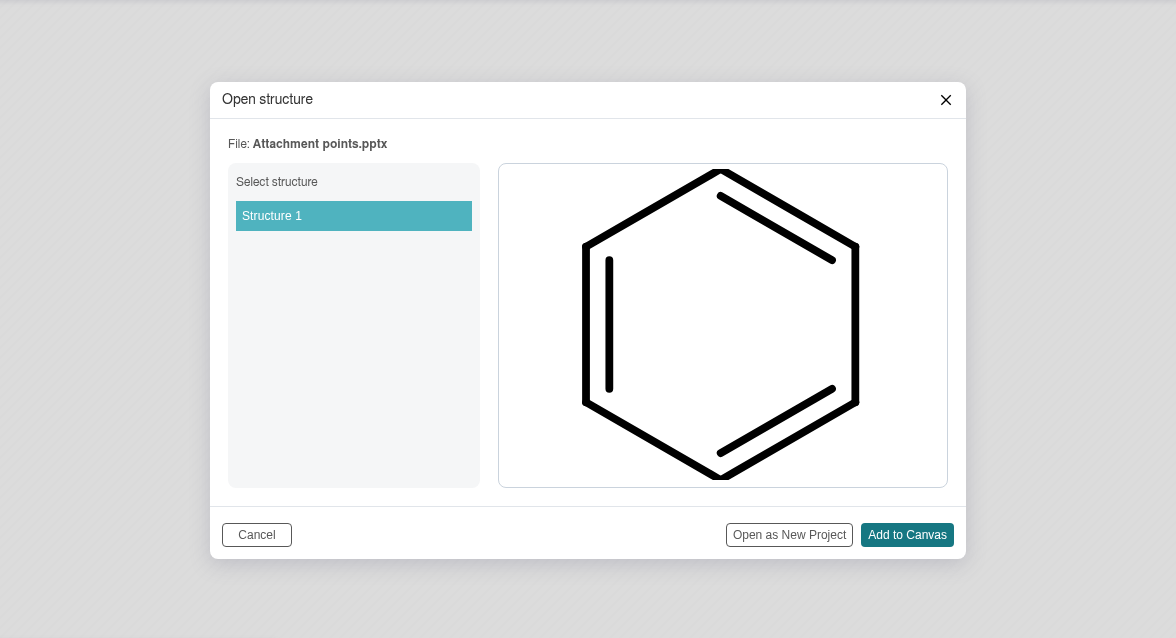 Open structure
File: Attachment points.pptx
Select structure
Structure 1
Cancel
Open as New Project
Add to Canvas